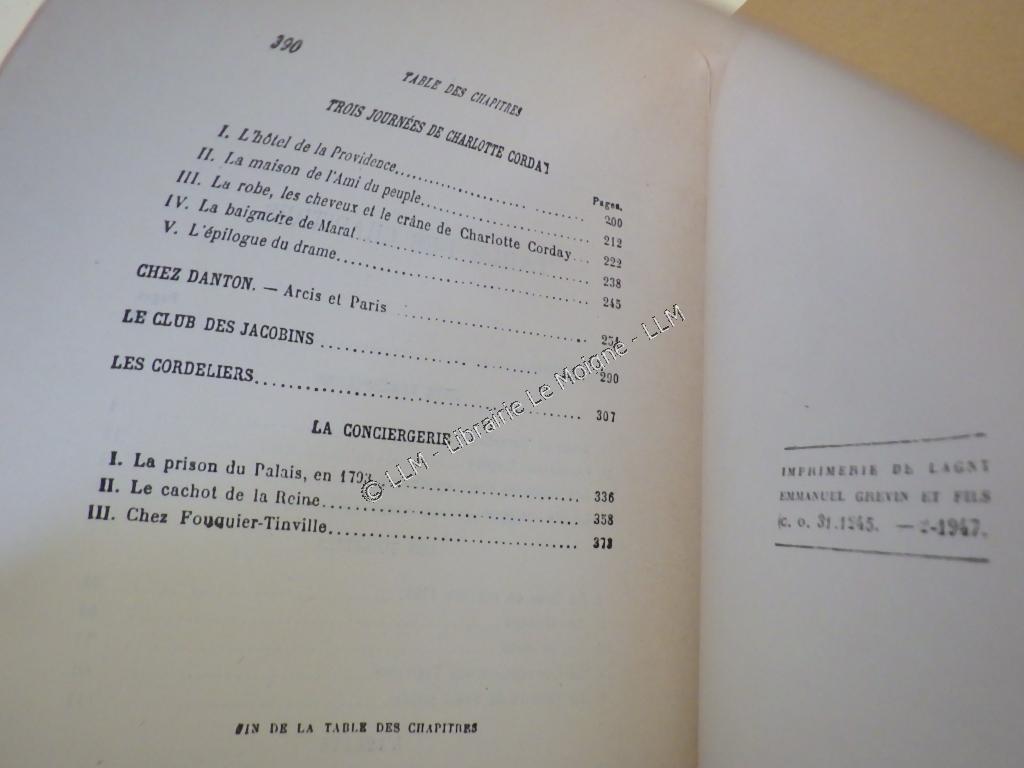 390
TABLE DES CHAPITRES
TROIS JOURNÉES DE CHARLOTTE CORDAY
Pages.
I. L'hôtel de la Providence........................ 200
II. La maison de l'Ami du peuple.................... 212
III. La robe, les cheveux et le crâne de Charlotte Corday... 222
IV. La baignoire de Marat........................... 238
V. L'épilogue du drame............................. 245
CHEZ DANTON. — Arcis et Paris ....................
LE CLUB DES JACOBINS ............................ 290
LES CORDELIERS.................................. 307
LA CONCIERGERIE
I. La prison du Palais, en ........................ 336
II. Le cachot de la Reine........................... 358
III. Chez Fouquier-Tinville..........................
FIN DE LA TABLE DES CHAPITRES
IMPRIMERIE DE LAGNY
EMMANUEL GREVIN ET FILS
(c. o. 31.1245. —
© LLM - Librairie Le Moigne - LLM